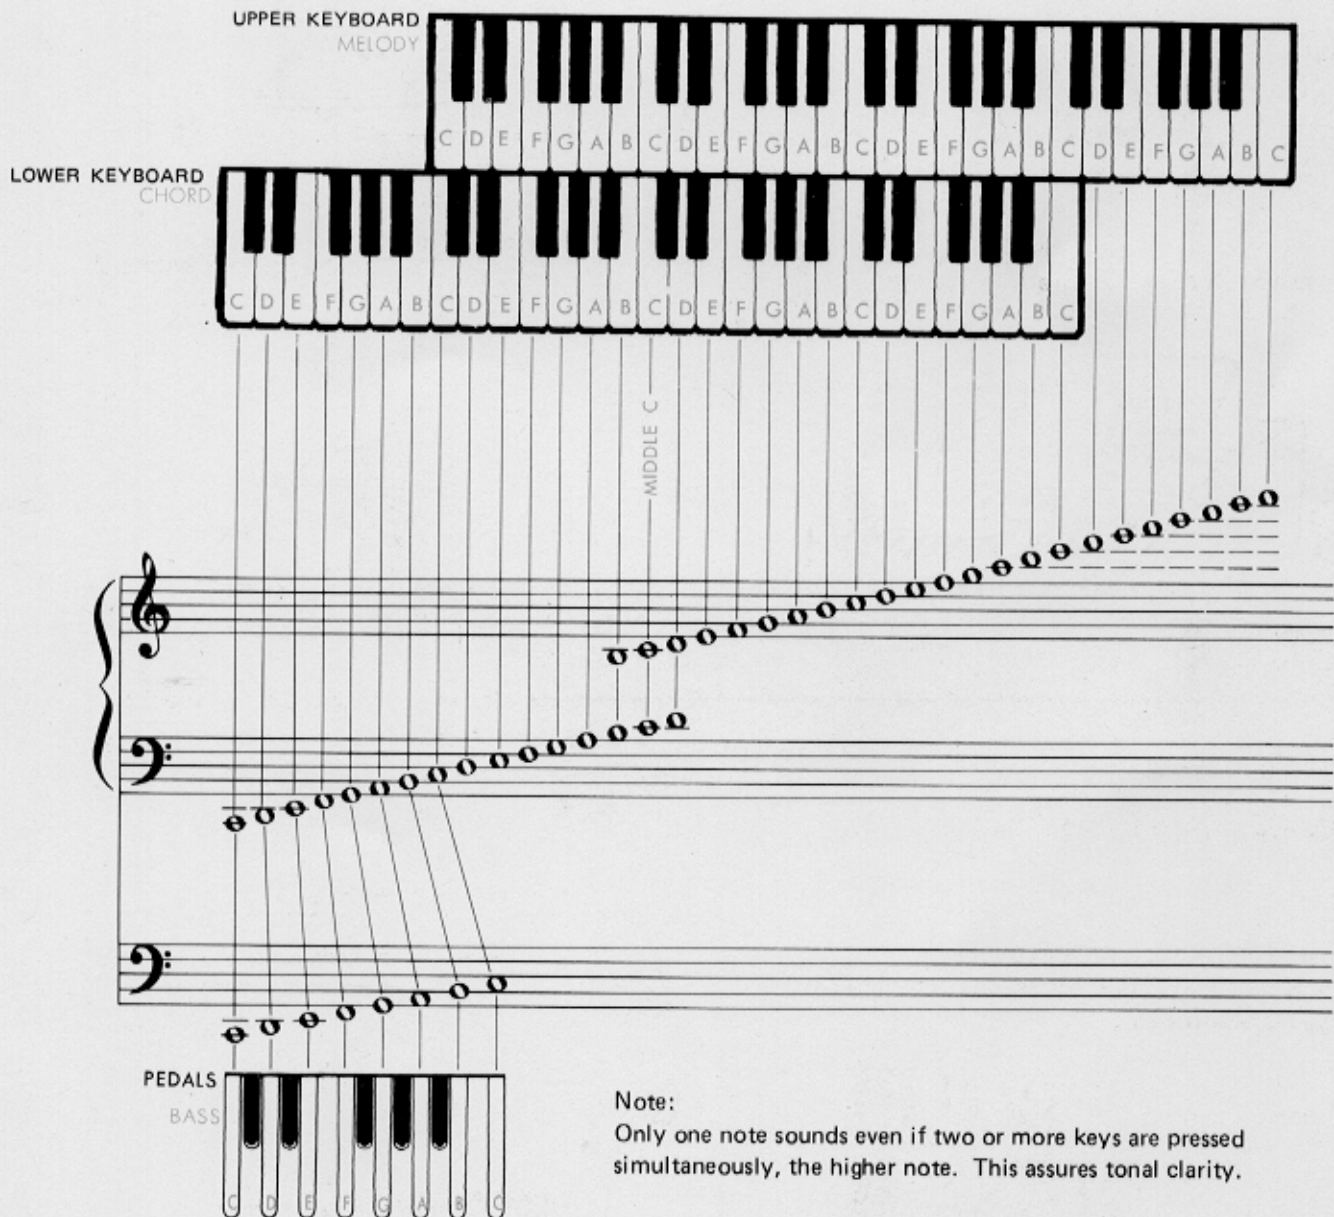 UPPER KEYBOARD
MELODY
C D E F G A B C D E F G A B C D E F G A B C D E F G A B C
LOWER KEYBOARD
CHORD
C D E F G A B C D E F G A B C D E F G A B C D E F G A B C
MIDDLE C
PEDALS
BASS
C D E F G A B C
Note:
Only one note sounds even if two or more keys are pressed
simultaneously, the higher note. This assures tonal clarity.